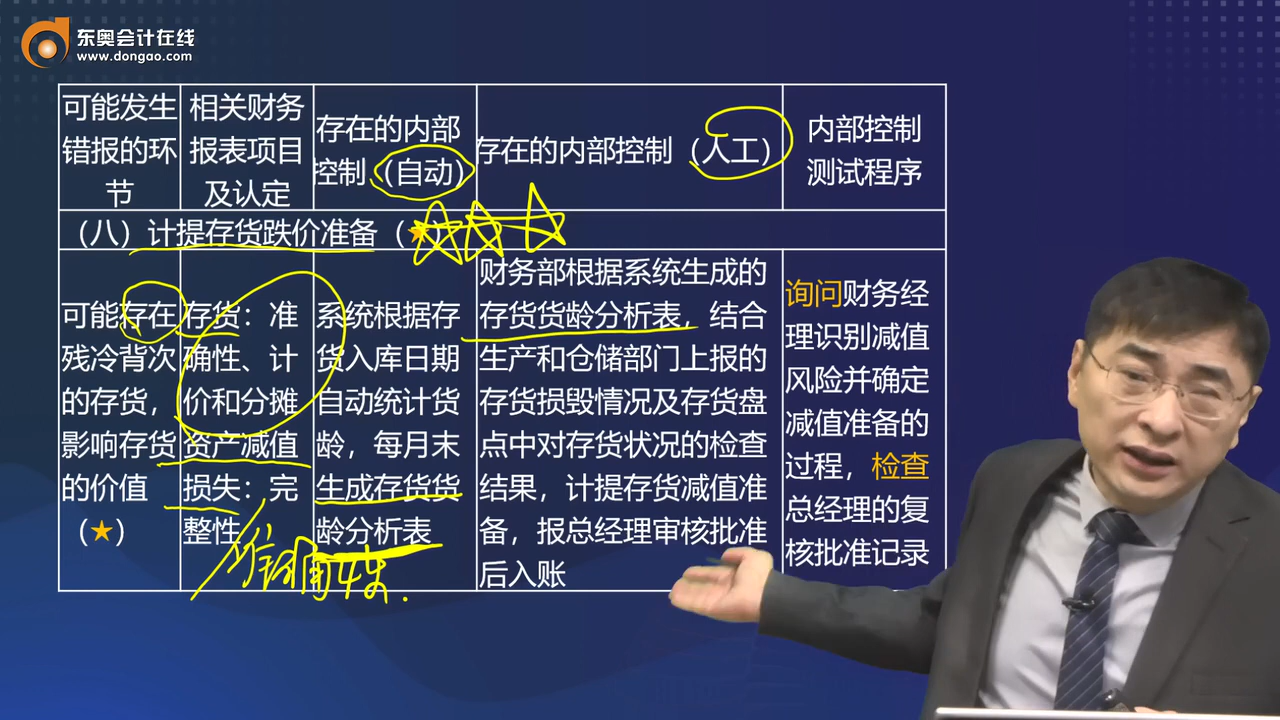 东奥会计在线
www.dongao.com
可能发生
错报的环
节
相关财务
报表项目
及认定
存在的内部
控制（自动）
存在的内部控制（人工）
内部控制
测试程序
（八）计提存货跌价准备（★）
可能存在
残冷背次
的存货，
影响存货
的价值
（★）
存货：准
确性、计
价和分摊
资产减值
损失：完
整性
系统根据存
货入库日期
自动统计货
龄，每月末
生成存货货
龄分析表
财务部根据系统生成的
存货货龄分析表，结合
生产和仓储部门上报的
存货损毁情况及存货盘
点中对存货状况的检查
结果，计提存货减值准
备，报总经理审核批准
后入账
询问财务经
理识别减值
风险并确定
减值准备的
过程，检查
总经理的复
核批准记录